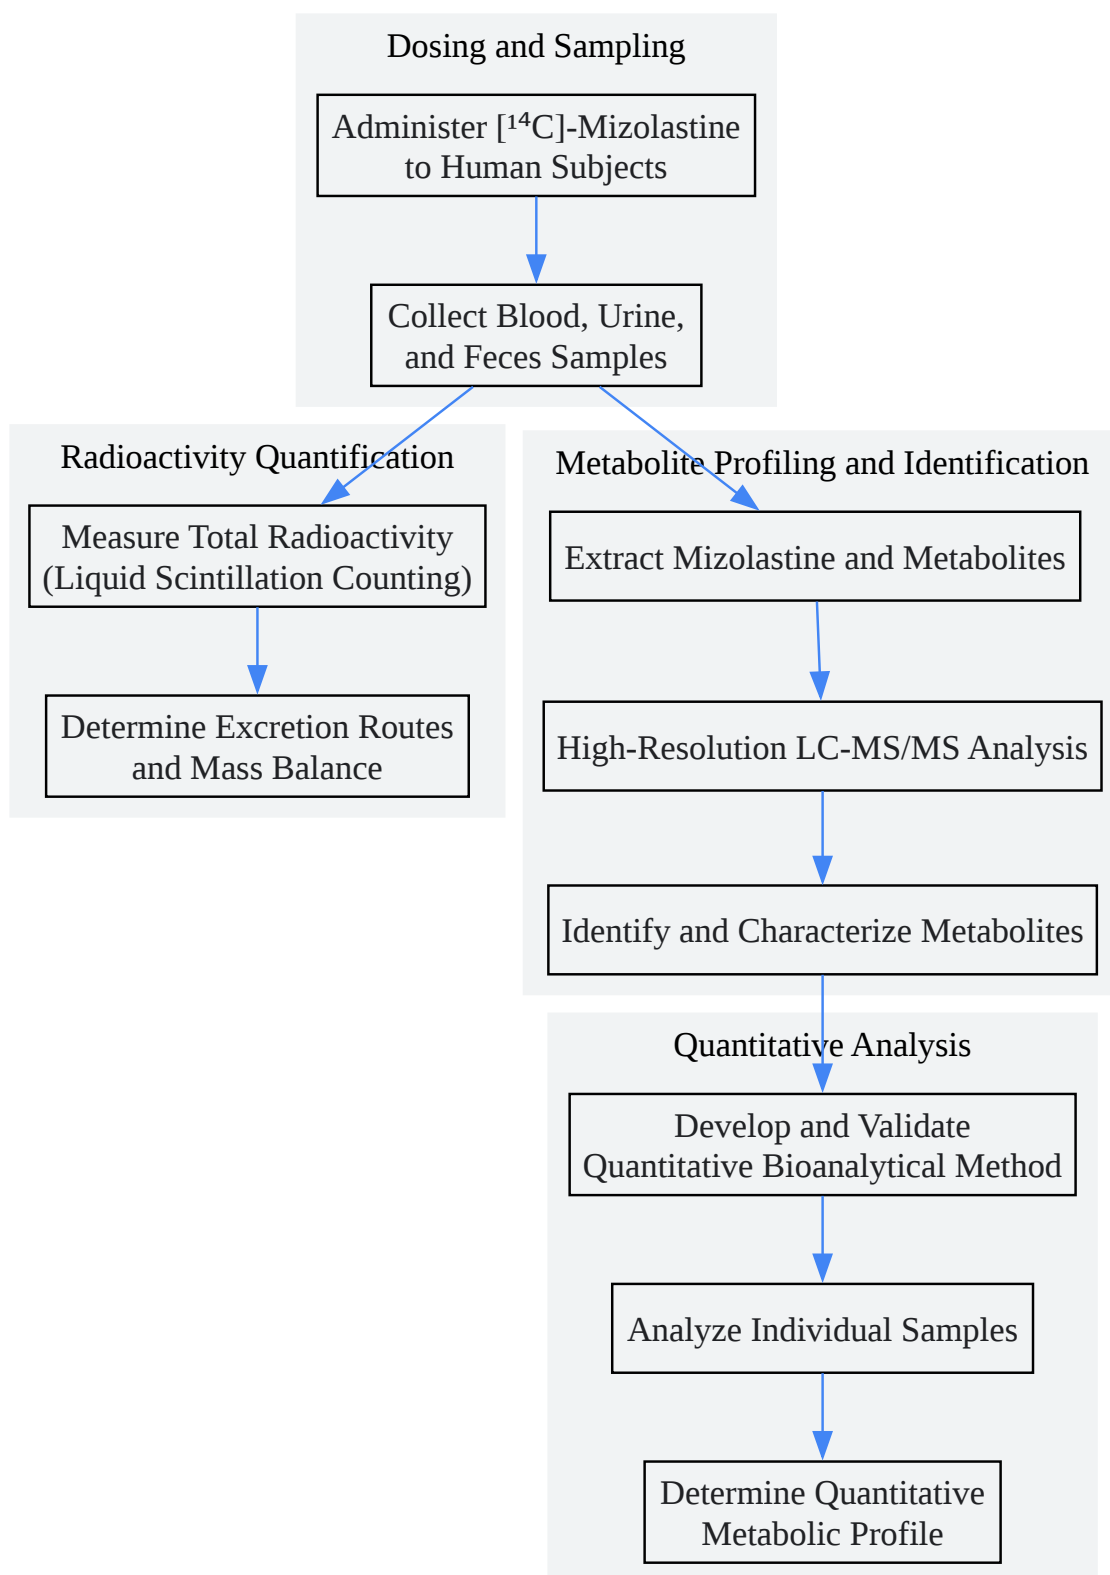 Dosing and Sampling
Administer [¹⁴C]-Mizolastine
to Human Subjects
Collect Blood, Urine,
and Feces Samples
Radioactivity Quantification
Measure Total Radioactivity
(Liquid Scintillation Counting)
Determine Excretion Routes
and Mass Balance
Metabolite Profiling and Identification
Extract Mizolastine and Metabolites
High-Resolution LC-MS/MS Analysis
Identify and Characterize Metabolites
Quantitative Analysis
Develop and Validate
Quantitative Bioanalytical Method
Analyze Individual Samples
Determine Quantitative
Metabolic Profile